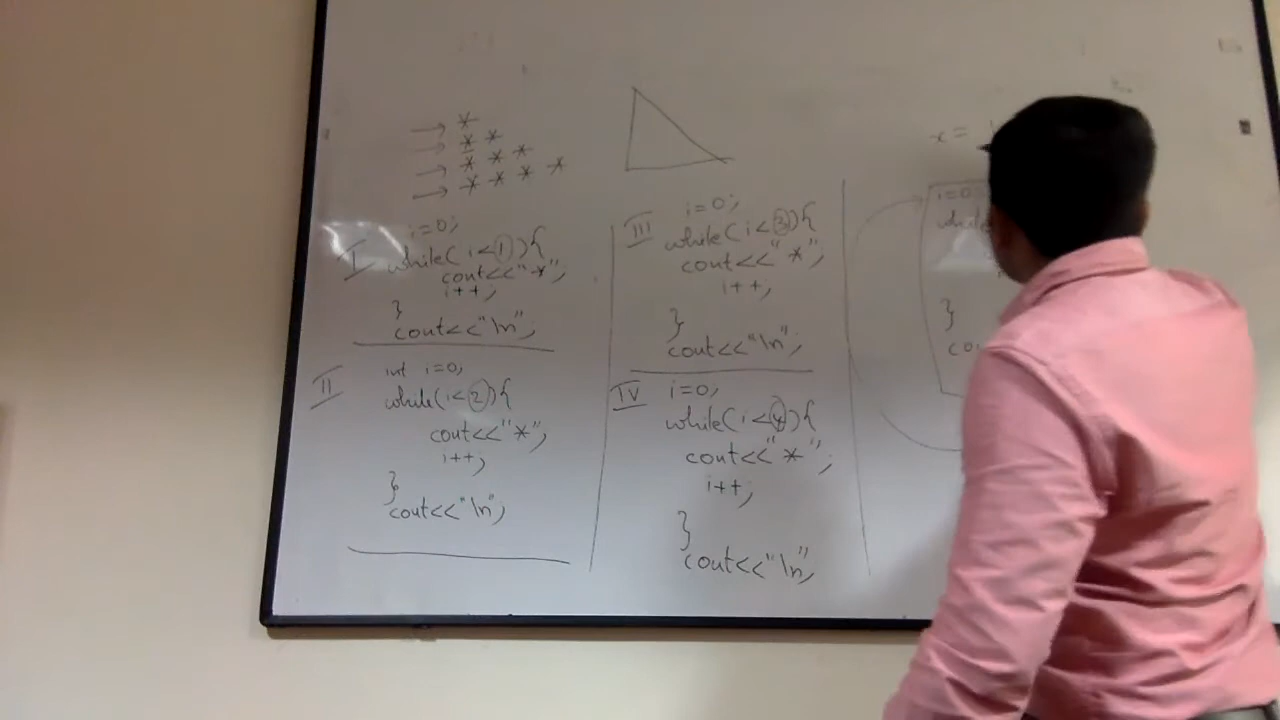 → *
→ * *
→ * * *
→ * * * *
I
i=0;
while(i<1){
cout<<"*";
i++;
}
cout<<"\n";
II
int i=0;
while(i<2){
cout<<"*";
i++;
}
cout<<"\n";
III
i=0;
while(i<3){
cout<<"*";
i++;
}
cout<<"\n";
IV
i=0;
while(i<4){
cout<<"*";
i++;
}
cout<<"\n";
x=
i=0
while
}
co